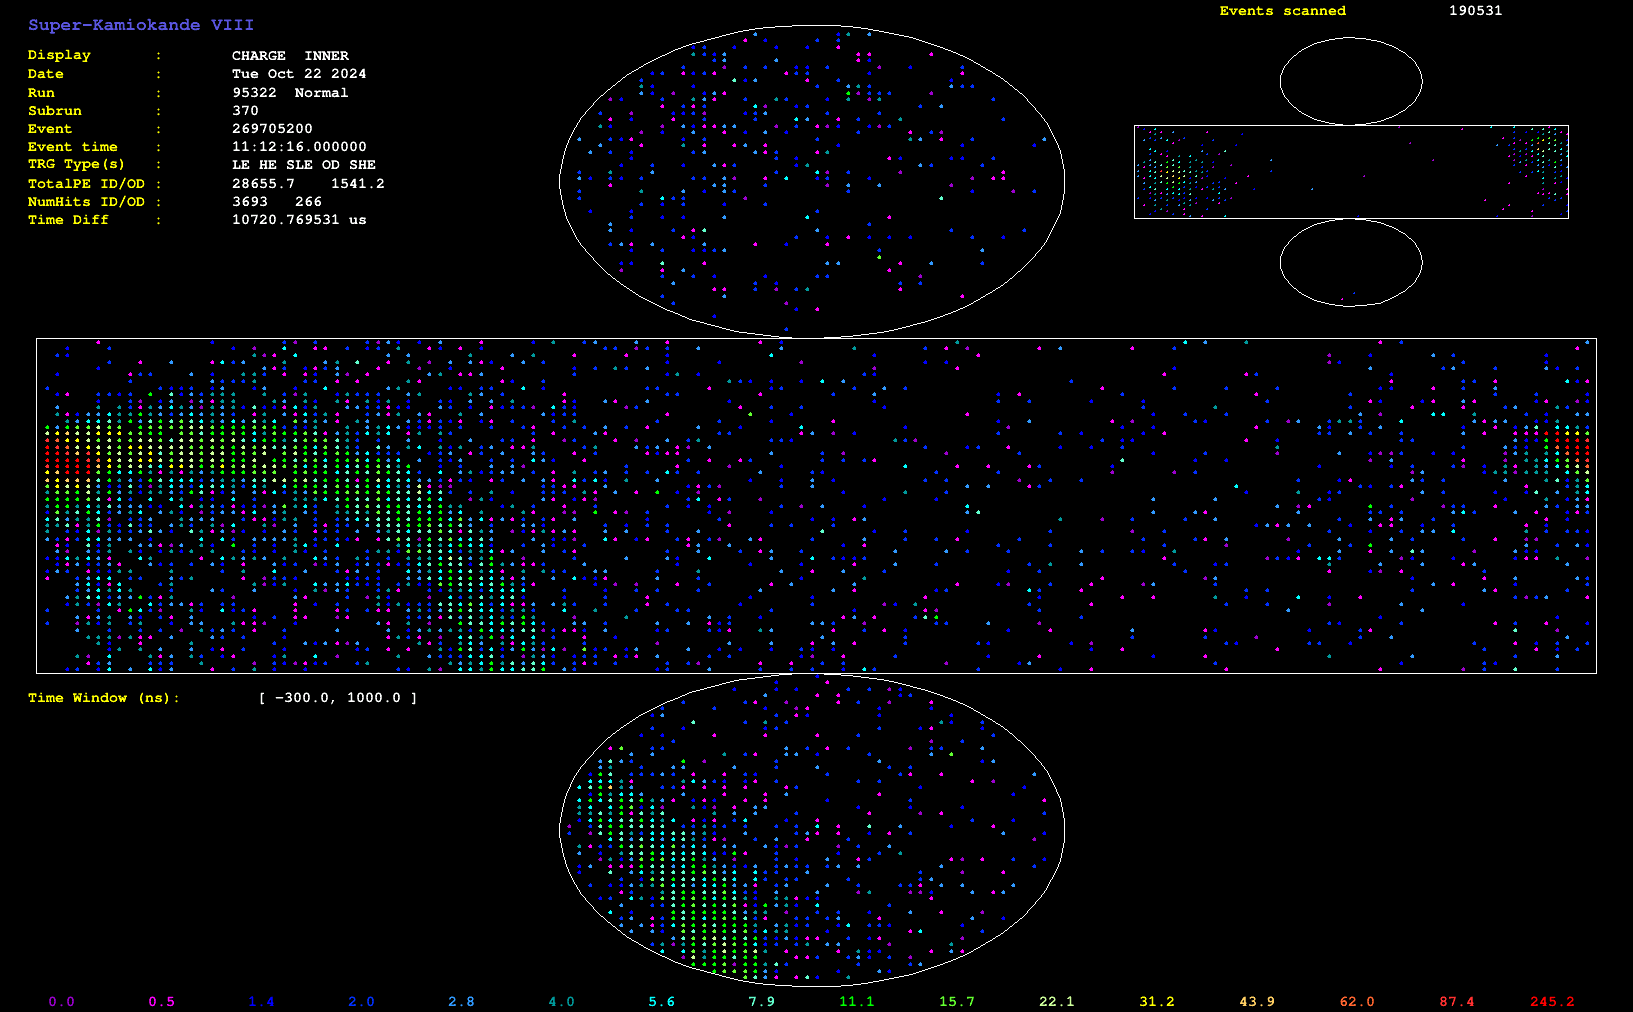 Super-Kamiokande VIII
Display : CHARGE INNER
Date : Tue Oct 22 2024
Run : 95322 Normal
Subrun : 370
Event : 269705200
Event time : 11:12:16.000000
TRG Type(s) : LE HE SLE OD SHE
TotalPE ID/OD : 28655.7 1541.2
NumHits ID/OD : 3693 266
Time Diff : 10720.769531 us
Events scanned 190531
Time Window (ns): [ -300.0, 1000.0 ]
0.0 0.5 1.4 2.0 2.8 4.0 5.6 7.9 11.1 15.7 22.1 31.2 43.9 62.0 87.4 245.2